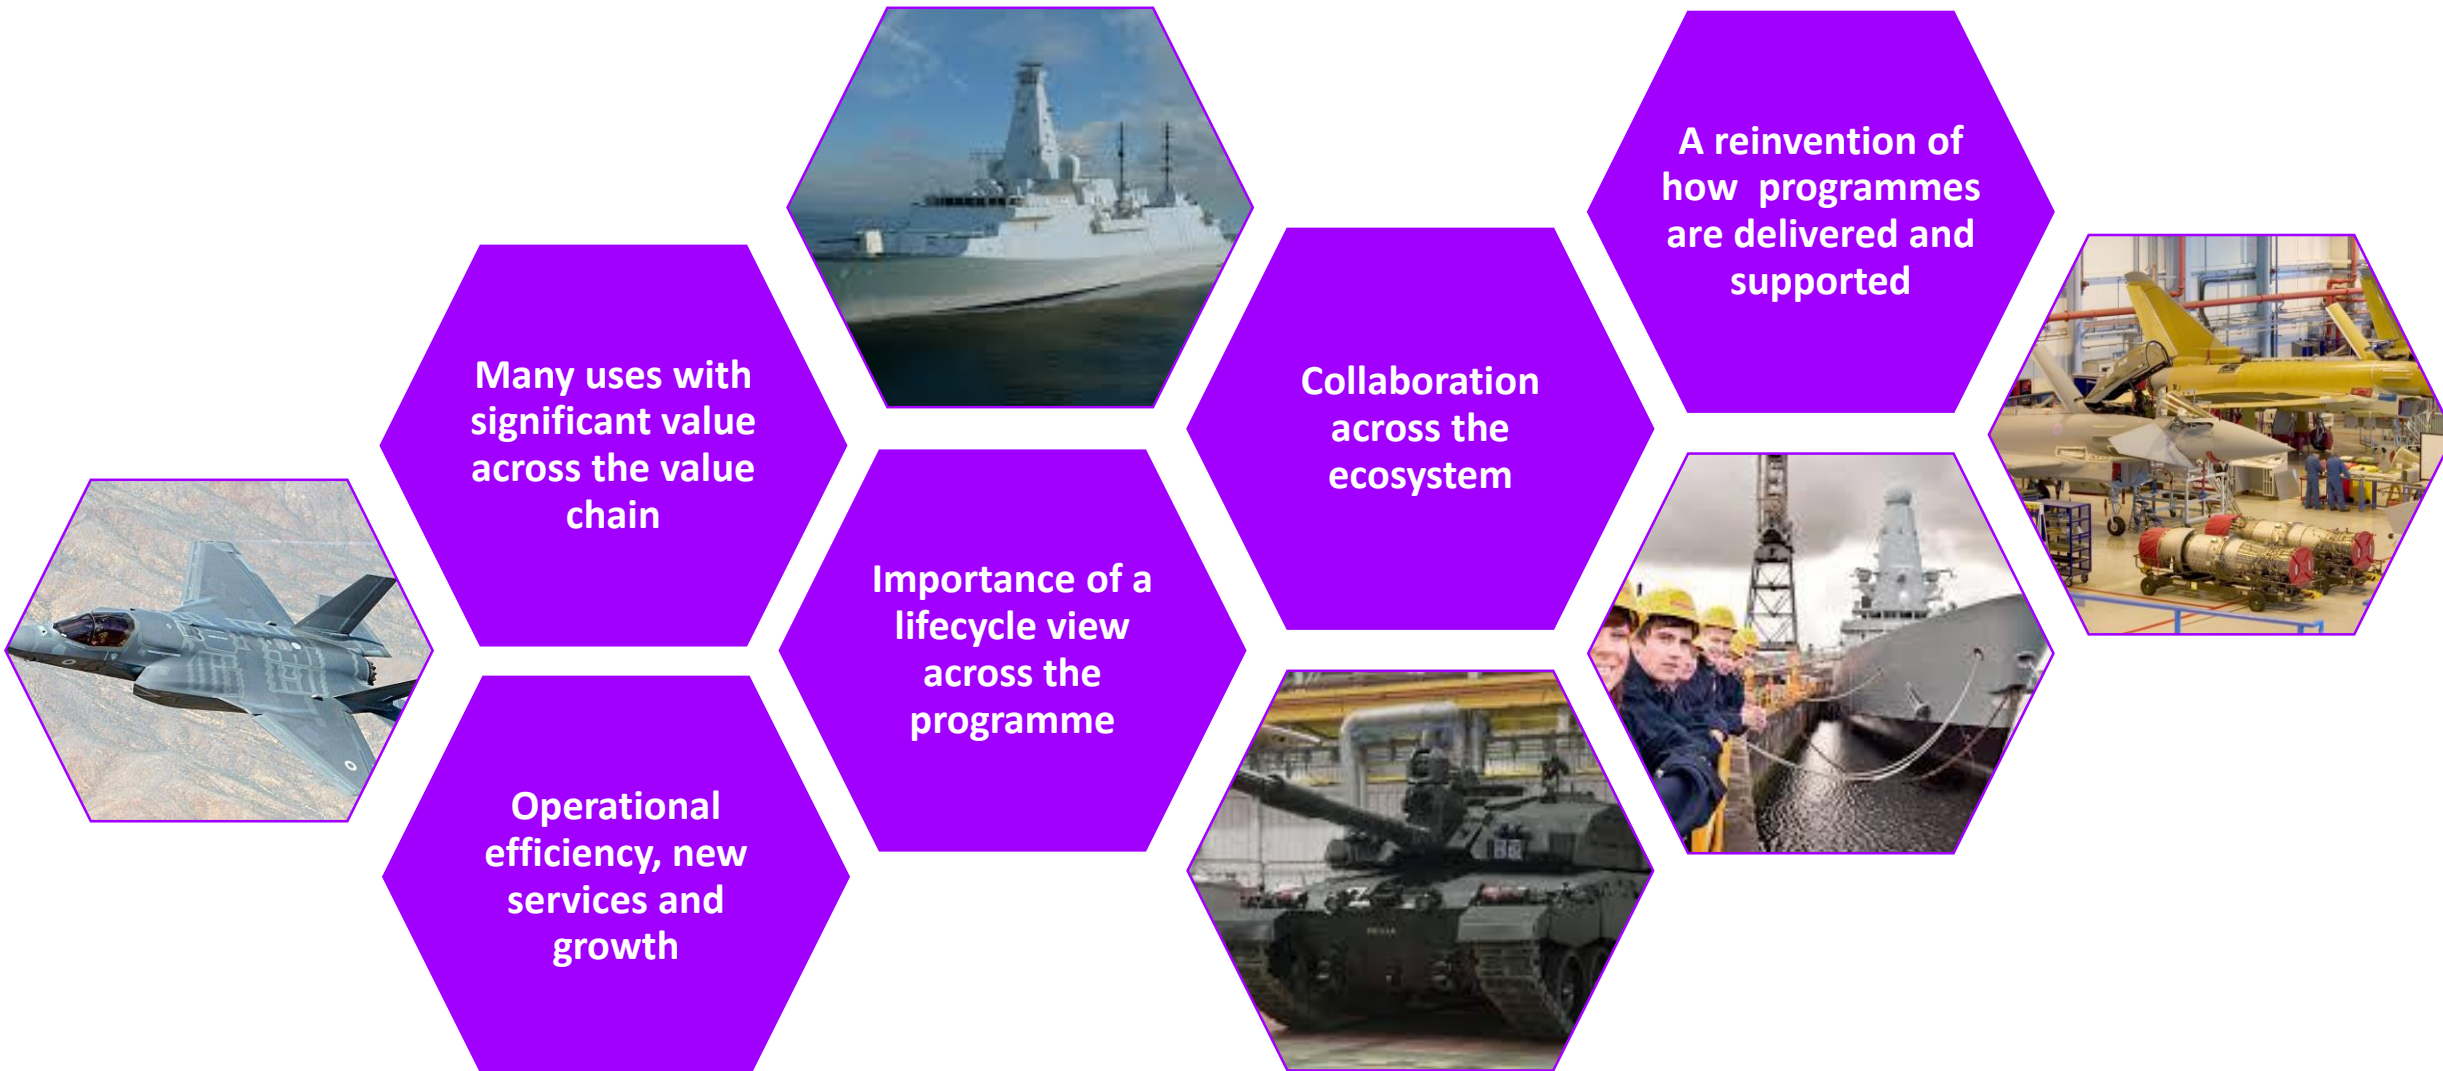 Many uses with
significant value
across the value
chain
Operational
efficiency, new
services and
growth
Importance of a
lifecycle view
across the
programme
Collaboration
across the
ecosystem
A reinvention of
how  programmes
are delivered and
supported